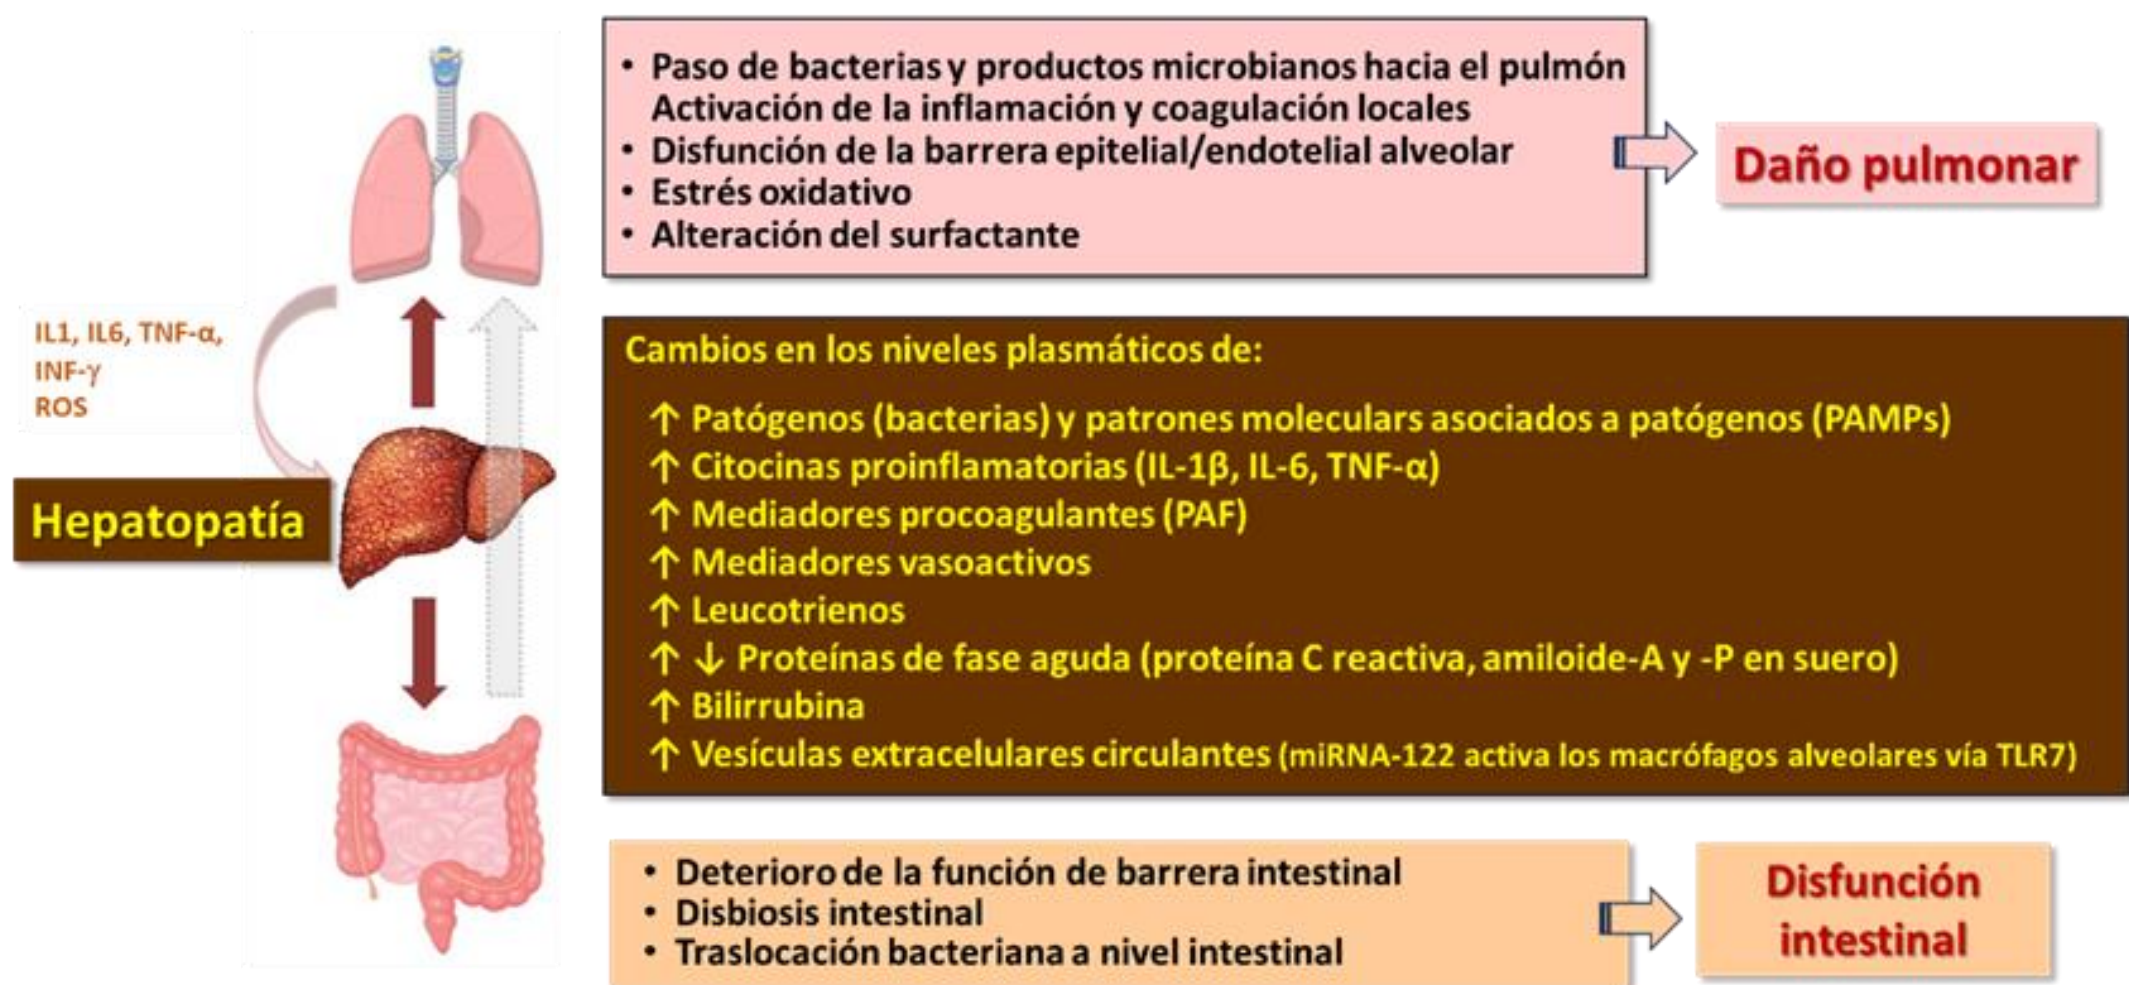 • Paso de bacterias y productos microbianos hacia el pulmón
Activación de la inflamación y coagulación locales
• Disfunción de la barrera epitelial/endotelial alveolar
• Estrés oxidativo
• Alteración del surfactante
Daño pulmonar
IL1, IL6, TNF-α,
INF-γ
ROS
Hepatopatía
Cambios en los niveles plasmáticos de:
↑ Patógenos (bacterias) y patrones moleculars asociados a patógenos (PAMPs)
↑ Citocinas proinflamatorias (IL-1β, IL-6, TNF-α)
↑ Mediadores procoagulantes (PAF)
↑ Mediadores vasoactivos
↑ Leucotrienos
↑ ↓ Proteínas de fase aguda (proteína C reactiva, amiloide-A y -P en suero)
↑ Bilirrubina
↑ Vesículas extracelulares circulantes (miRNA-122 activa los macrófagos alveolares vía TLR7)
• Deterioro de la función de barrera intestinal
• Disbiosis intestinal
• Traslocación bacteriana a nivel intestinal
Disfunción
intestinal